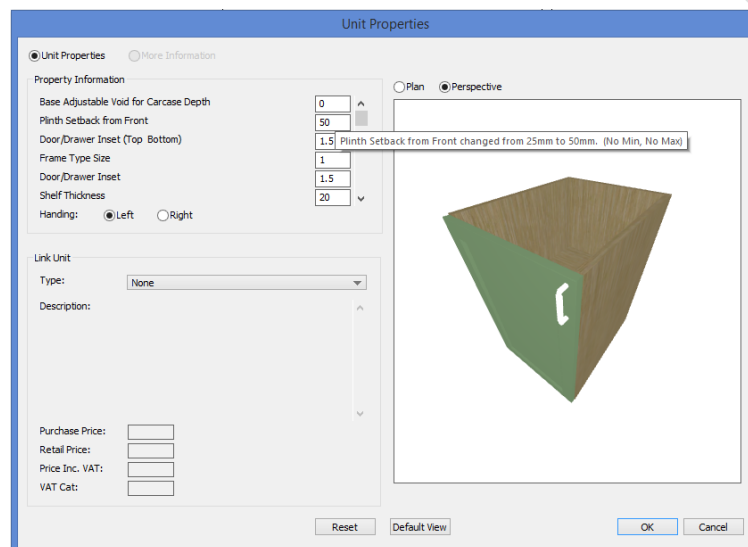 Unit Properties
Unit Properties More Information
Property Information
Plan Perspective
Base Adjustable Void for Carcase Depth 0
Plinth Setback from Front 50
Door/Drawer Inset (Top Bottom) 1.5
Plinth Setback from Front changed from 25mm to 50mm. (No Min, No Max)
Frame Type Size 1
Door/Drawer Inset 1.5
Shelf Thickness 20
Handing: Left Right
Link Unit
Type: None
Description:
Purchase Price:
Retail Price:
Price Inc. VAT:
VAT Cat:
Reset Default View OK Cancel